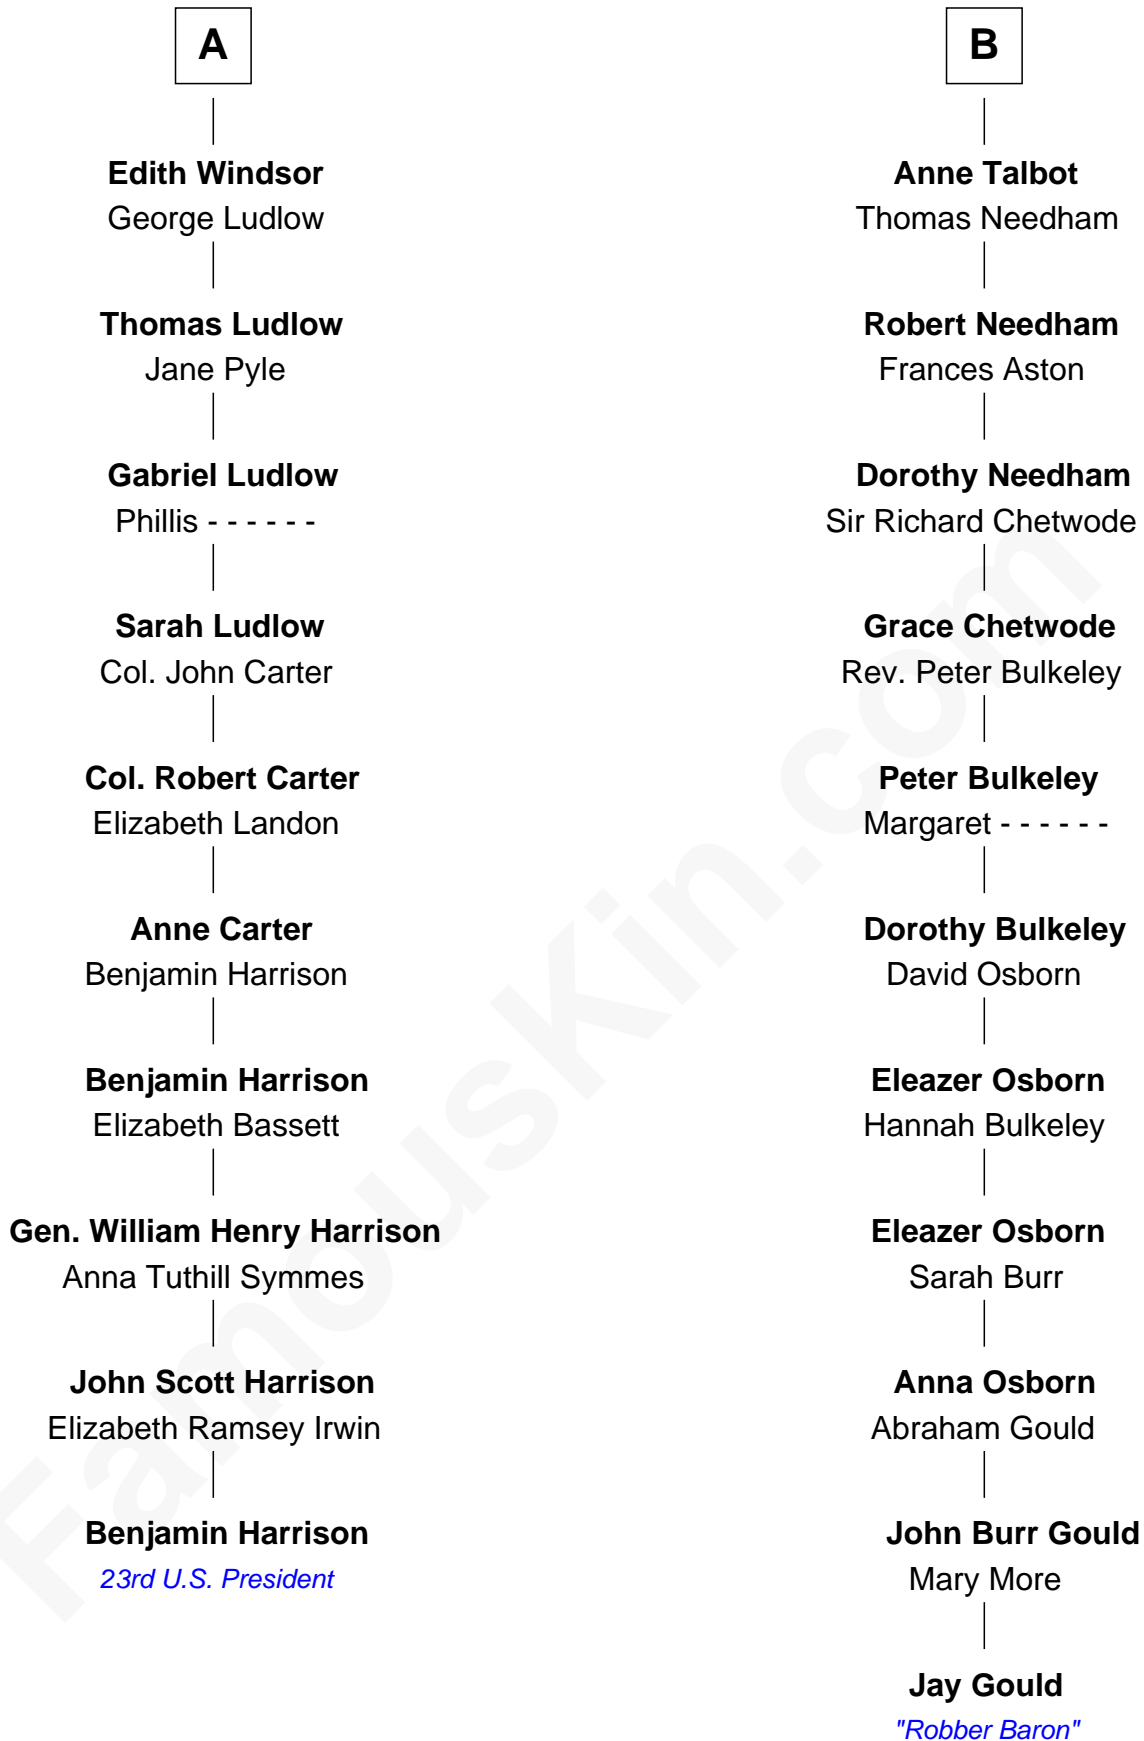 A
Edith Windsor
George Ludlow
Thomas Ludlow
Jane Pyle
Gabriel Ludlow
Phillis - - - - - -
Sarah Ludlow
Col. John Carter
Col. Robert Carter
Elizabeth Landon
Anne Carter
Benjamin Harrison
Benjamin Harrison
Elizabeth Bassett
Gen. William Henry Harrison
Anna Tuthill Symmes
John Scott Harrison
Elizabeth Ramsey Irwin
Benjamin Harrison
23rd U.S. President
B
Anne Talbot
Thomas Needham
Robert Needham
Frances Aston
Dorothy Needham
Sir Richard Chetwode
Grace Chetwode
Rev. Peter Bulkeley
Peter Bulkeley
Margaret - - - - - -
Dorothy Bulkeley
David Osborn
Eleazer Osborn
Hannah Bulkeley
Eleazer Osborn
Sarah Burr
Anna Osborn
Abraham Gould
John Burr Gould
Mary More
Jay Gould
"Robber Baron"
FamousKin.com